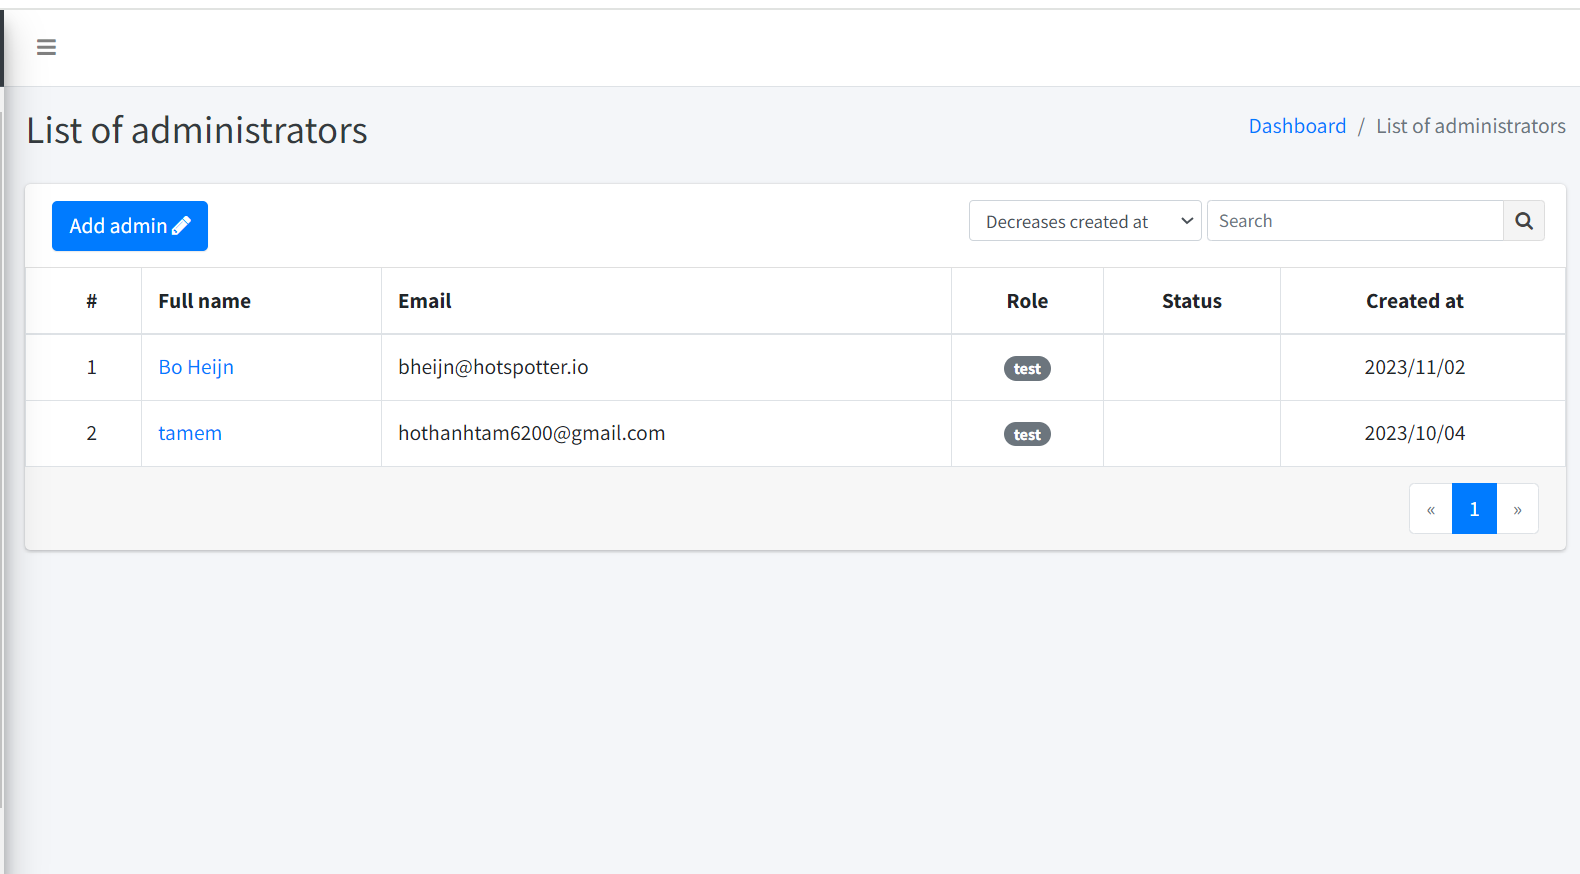 List of administrators
Dashboard / List of administrators
Add admin
Decreases created at
Search
# Full name Email Role Status Created at
1 Bo Heijn bheijn@hotspotter.io test 2023/11/02
2 tamem hothanhtam6200@gmail.com test 2023/10/04
« 1 »